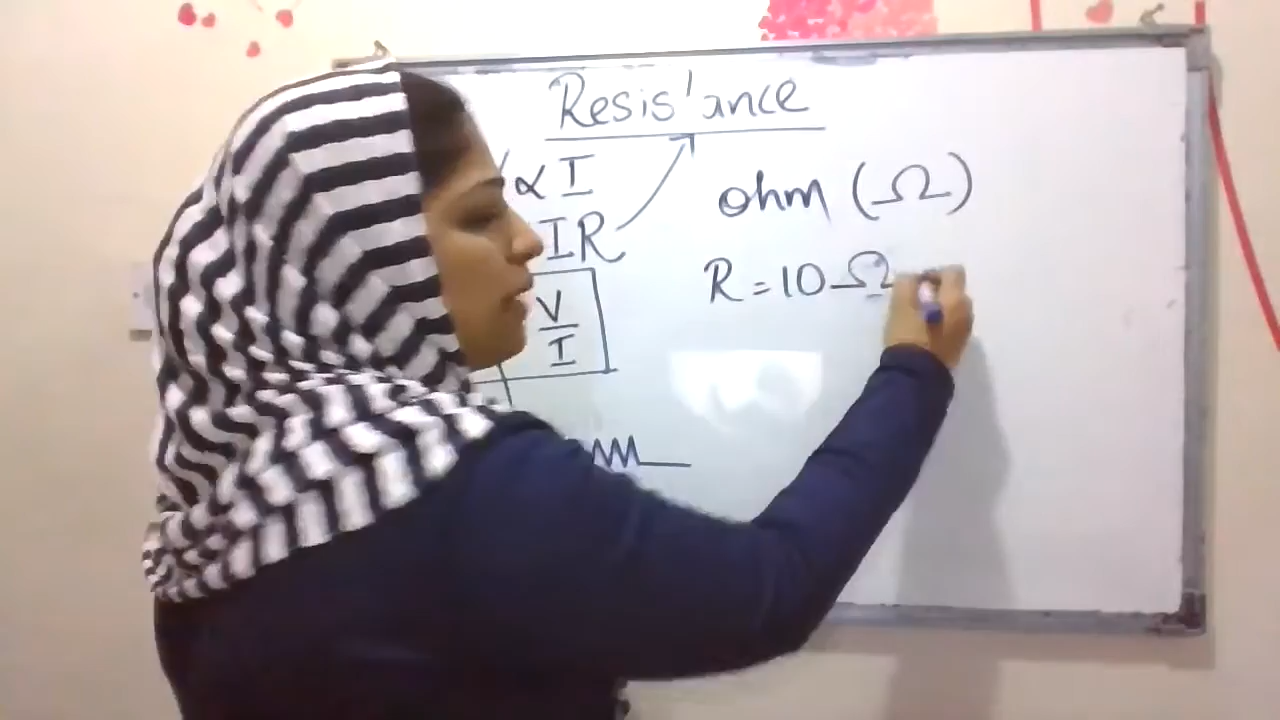 Resistance
∝ I
IR
ohm (Ω)
R = 10 Ω
V
I